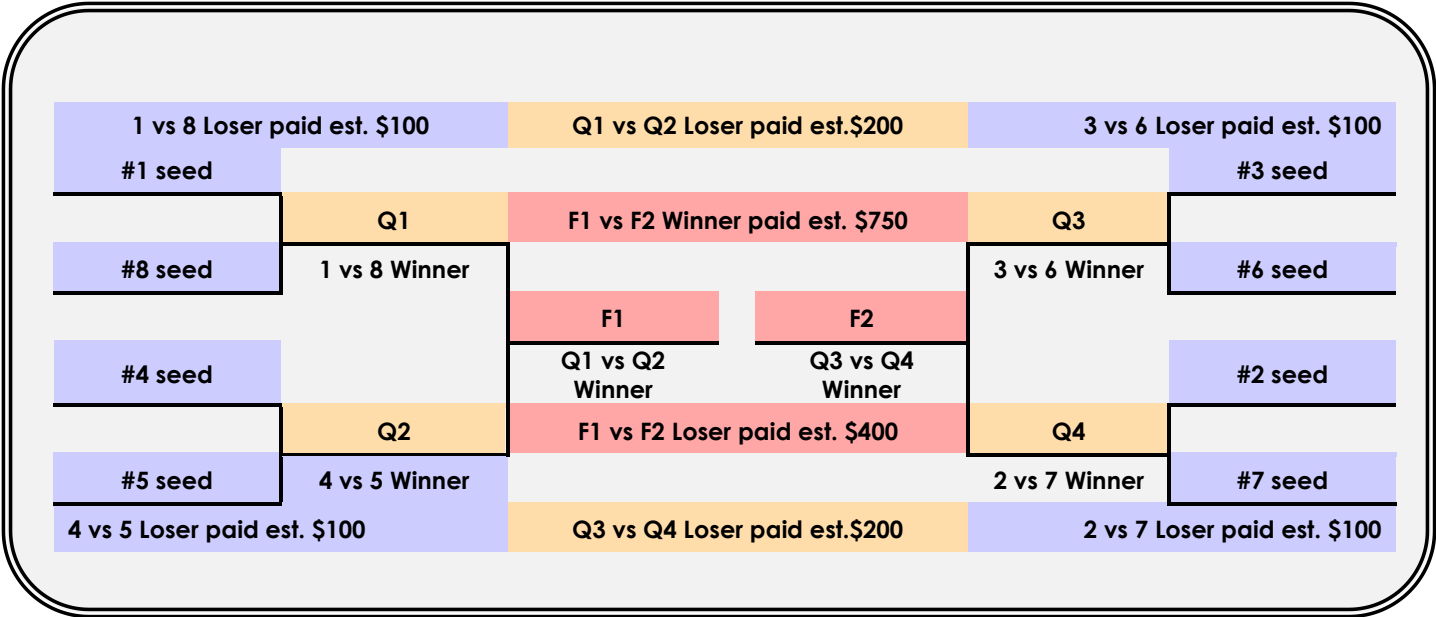 1 vs 8 Loser paid est. $100
Q1 vs Q2 Loser paid est.$200
3 vs 6 Loser paid est. $100
#1 seed
#3 seed
Q1
F1 vs F2 Winner paid est. $750
Q3
#8 seed
1 vs 8 Winner
3 vs 6 Winner
#6 seed
F1
F2
Q1 vs Q2
Winner
Q3 vs Q4
Winner
#4 seed
#2 seed
Q2
F1 vs F2 Loser paid est. $400
Q4
#5 seed
4 vs 5 Winner
2 vs 7 Winner
#7 seed
4 vs 5 Loser paid est. $100
Q3 vs Q4 Loser paid est.$200
2 vs 7 Loser paid est. $100